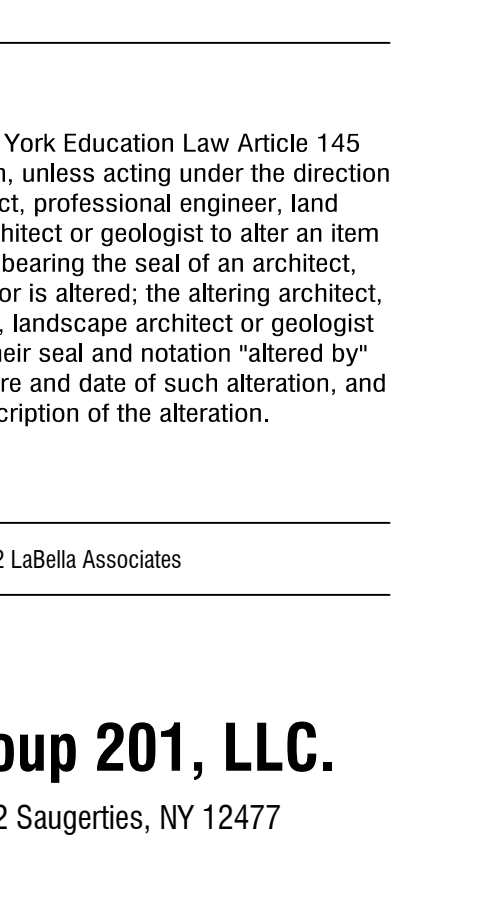 York Education Law Article 145
, unless acting under the direction
ct, professional engineer, land
hitect or geologist to alter an item
bearing the seal of an architect,
or is altered; the altering architect,
, landscape architect or geologist
heir seal and notation "altered by"
re and date of such alteration, and
cription of the alteration.
2 LaBella Associates
oup 201, LLC.
2 Saugerties, NY 12477